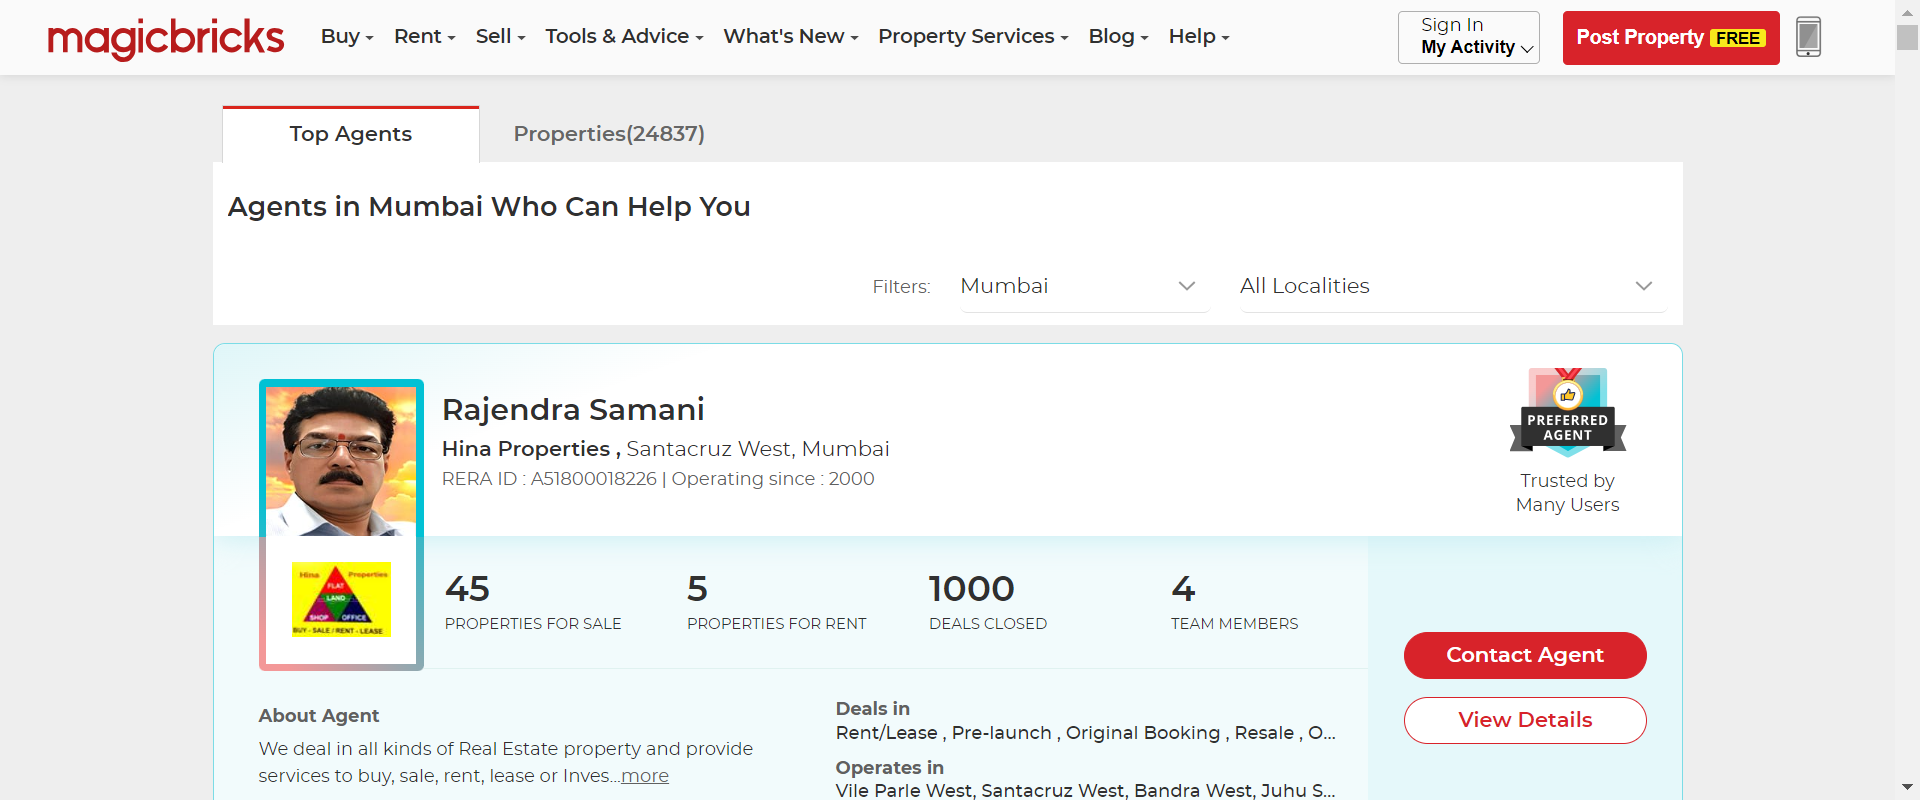 magicbricks
Buy
Rent
Sell
Tools & Advice
What's New
Property Services
Blog
Help
Sign In
My Activity
Post Property FREE
Top Agents
Properties(24837)
Agents in Mumbai Who Can Help You
Filters:
Mumbai
All Localities
Rajendra Samani
Hina Properties , Santacruz West, Mumbai
RERA ID : A51800018226 | Operating since : 2000
PREFERRED
AGENT
Trusted by
Many Users
Hina Properties
FLAT
LAND
SHOP OFFICE
BUY - SALE / RENT - LEASE
45
PROPERTIES FOR SALE
5
PROPERTIES FOR RENT
1000
DEALS CLOSED
4
TEAM MEMBERS
Contact Agent
View Details
About Agent
We deal in all kinds of Real Estate property and provide
services to buy, sale, rent, lease or Inves...more
Deals in
Rent/Lease , Pre-launch , Original Booking , Resale , O...
Operates in
Vile Parle West, Santacruz West, Bandra West, Juhu S...